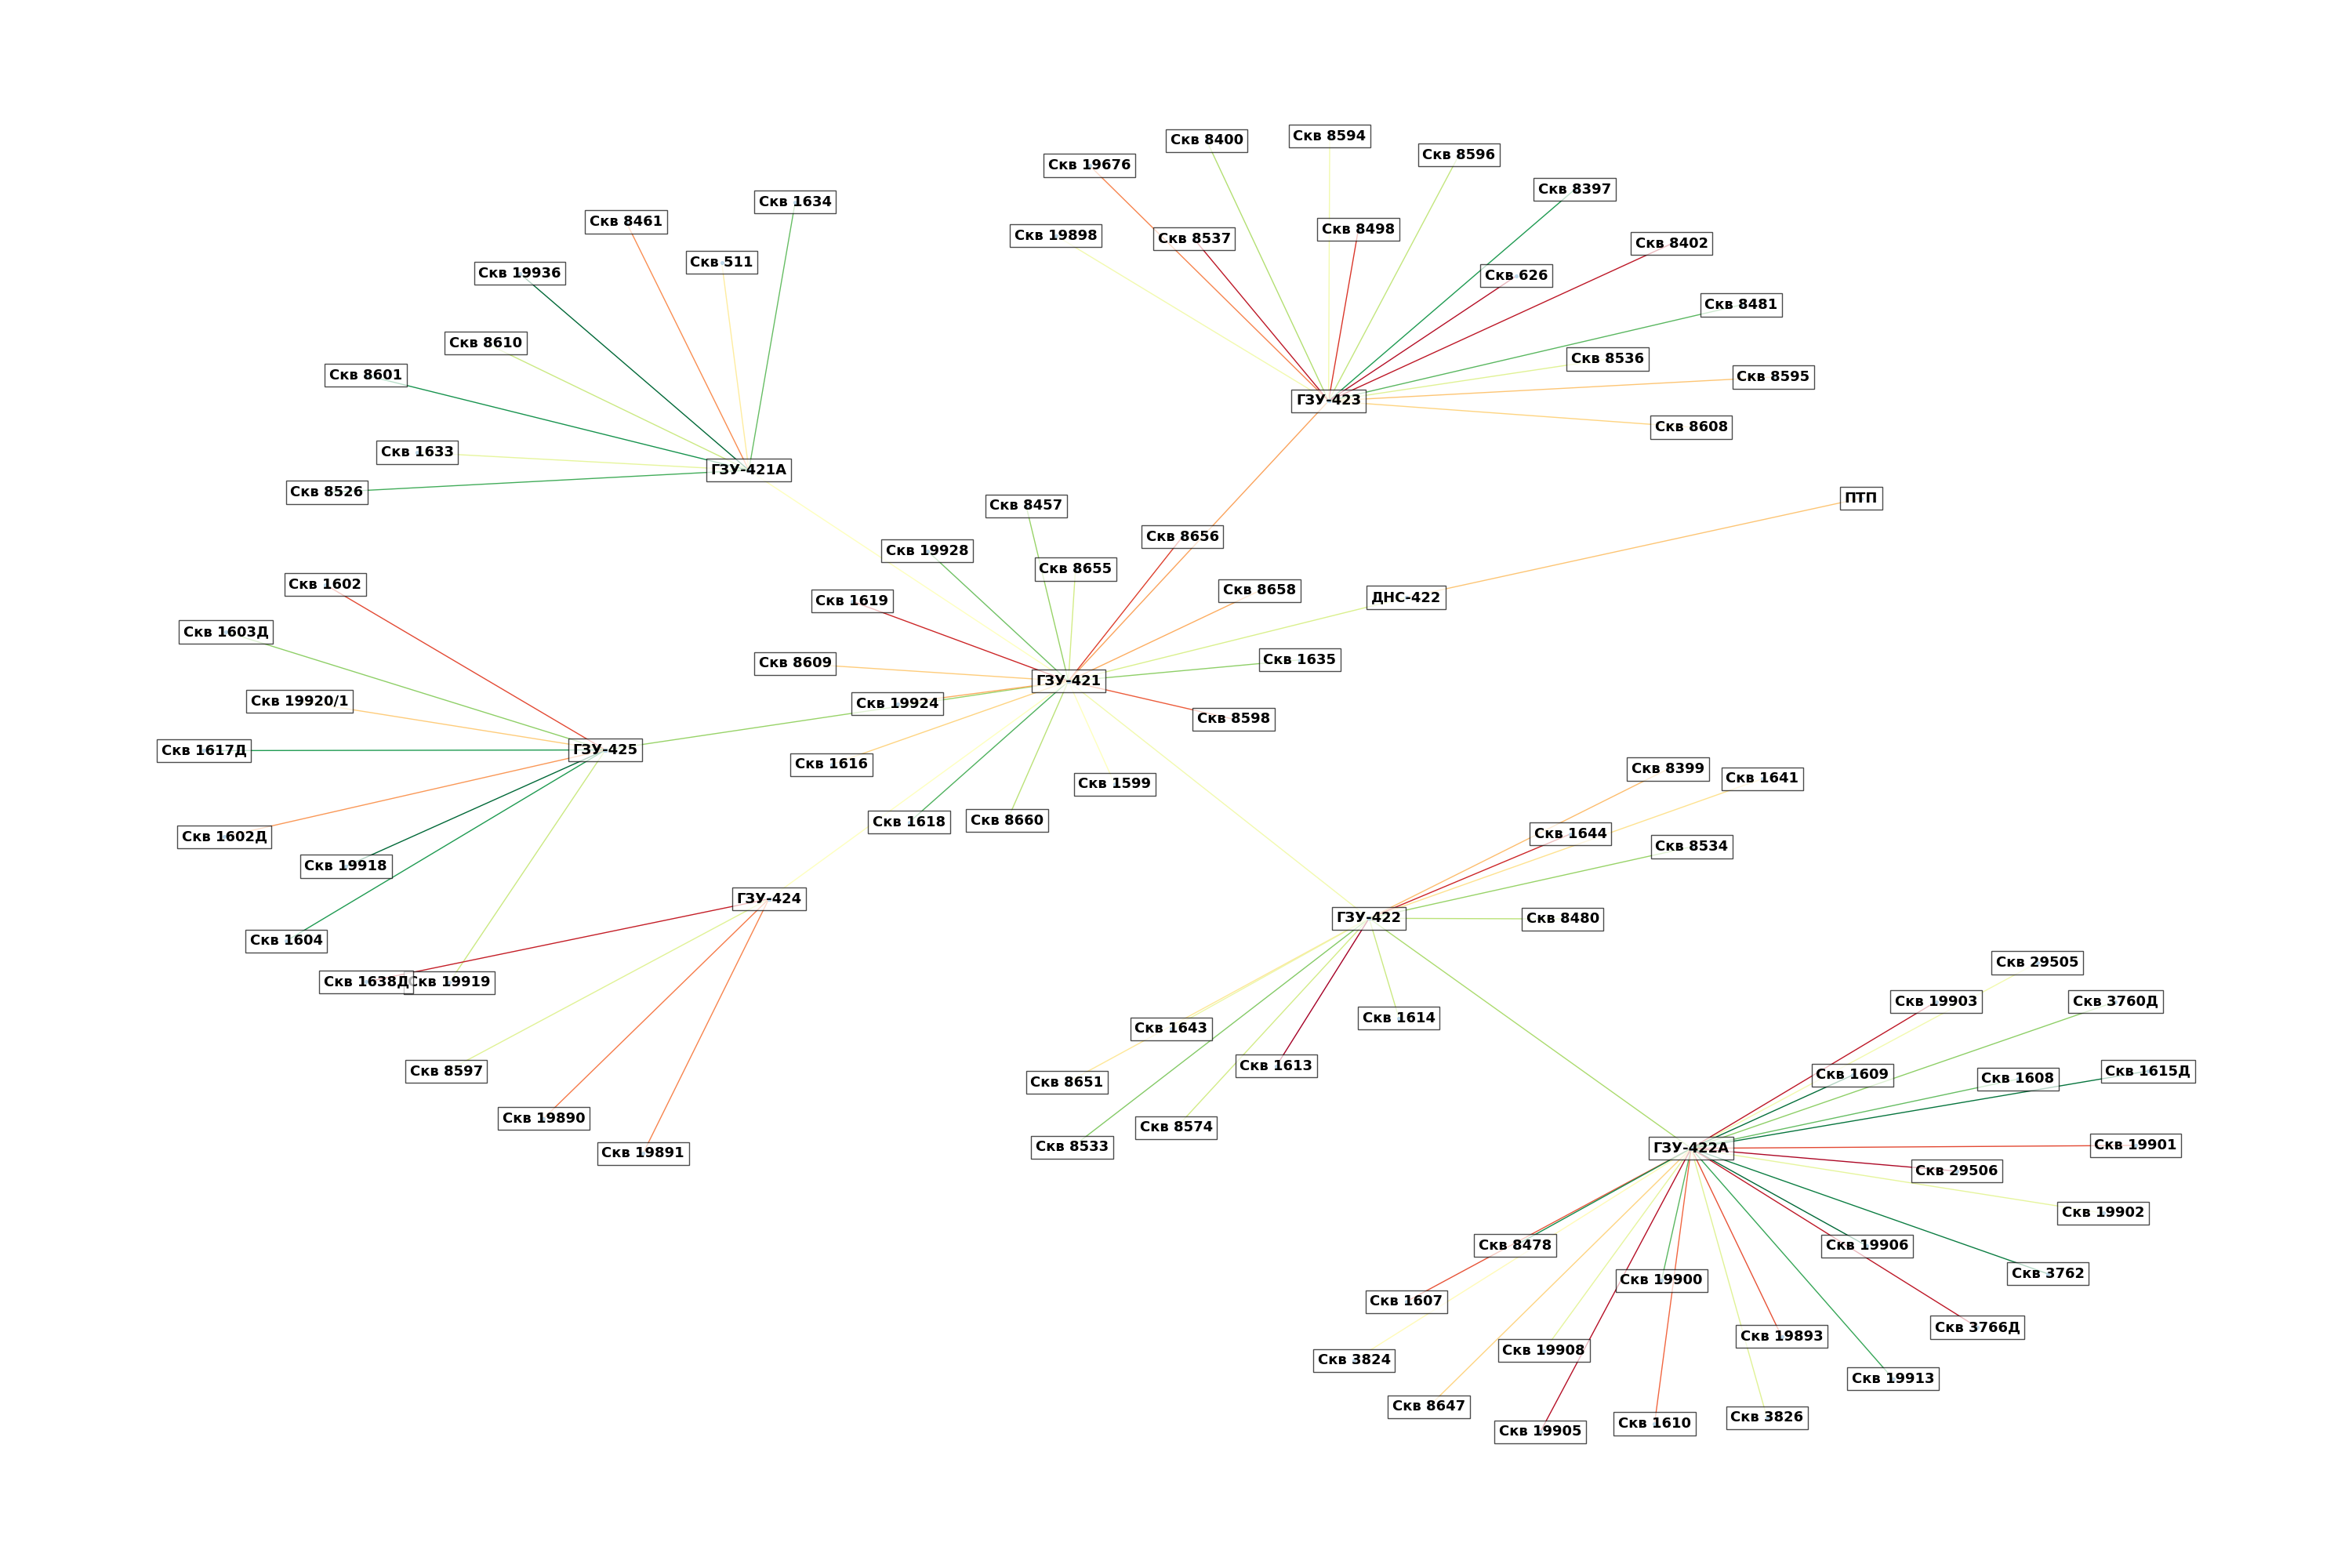 Скв 8594
Скв 8400
Скв 8596
Скв 19676
Скв 8397
Скв 1634
Скв 8461
Скв 8498
Скв 19898
Скв 8537
Скв 8402
Скв 511
Скв 19936
Скв 626
Скв 8481
Скв 8610
Скв 8536
Скв 8601
Скв 8595
ГЗУ-423
Скв 8608
Скв 1633
ГЗУ-421А
Скв 8526
ПТП
Скв 8457
Скв 8656
Скв 19928
Скв 8655
Скв 1602
Скв 8658
ДНС-422
Скв 1619
Скв 1603Д
Скв 1635
Скв 8609
ГЗУ-421
Скв 19920/1
Скв 19924
Скв 8598
Скв 1617Д
ГЗУ-425
Скв 1616
Скв 8399
Скв 1641
Скв 1599
Скв 8660
Скв 1618
Скв 1644
Скв 1602Д
Скв 8534
Скв 19918
ГЗУ-424
ГЗУ-422
Скв 8480
Скв 1604
Скв 29505
Скв 1638Д
Скв 19919
Скв 19903
Скв 3760Д
Скв 1614
Скв 1643
Скв 1613
Скв 8597
Скв 1615Д
Скв 1609
Скв 1608
Скв 8651
Скв 19890
Скв 8574
Скв 19901
Скв 8533
ГЗУ-422А
Скв 19891
Скв 29506
Скв 19902
Скв 8478
Скв 19906
Скв 3762
Скв 19900
Скв 1607
Скв 3766Д
Скв 19893
Скв 19908
Скв 3824
Скв 19913
Скв 8647
Скв 3826
Скв 1610
Скв 19905